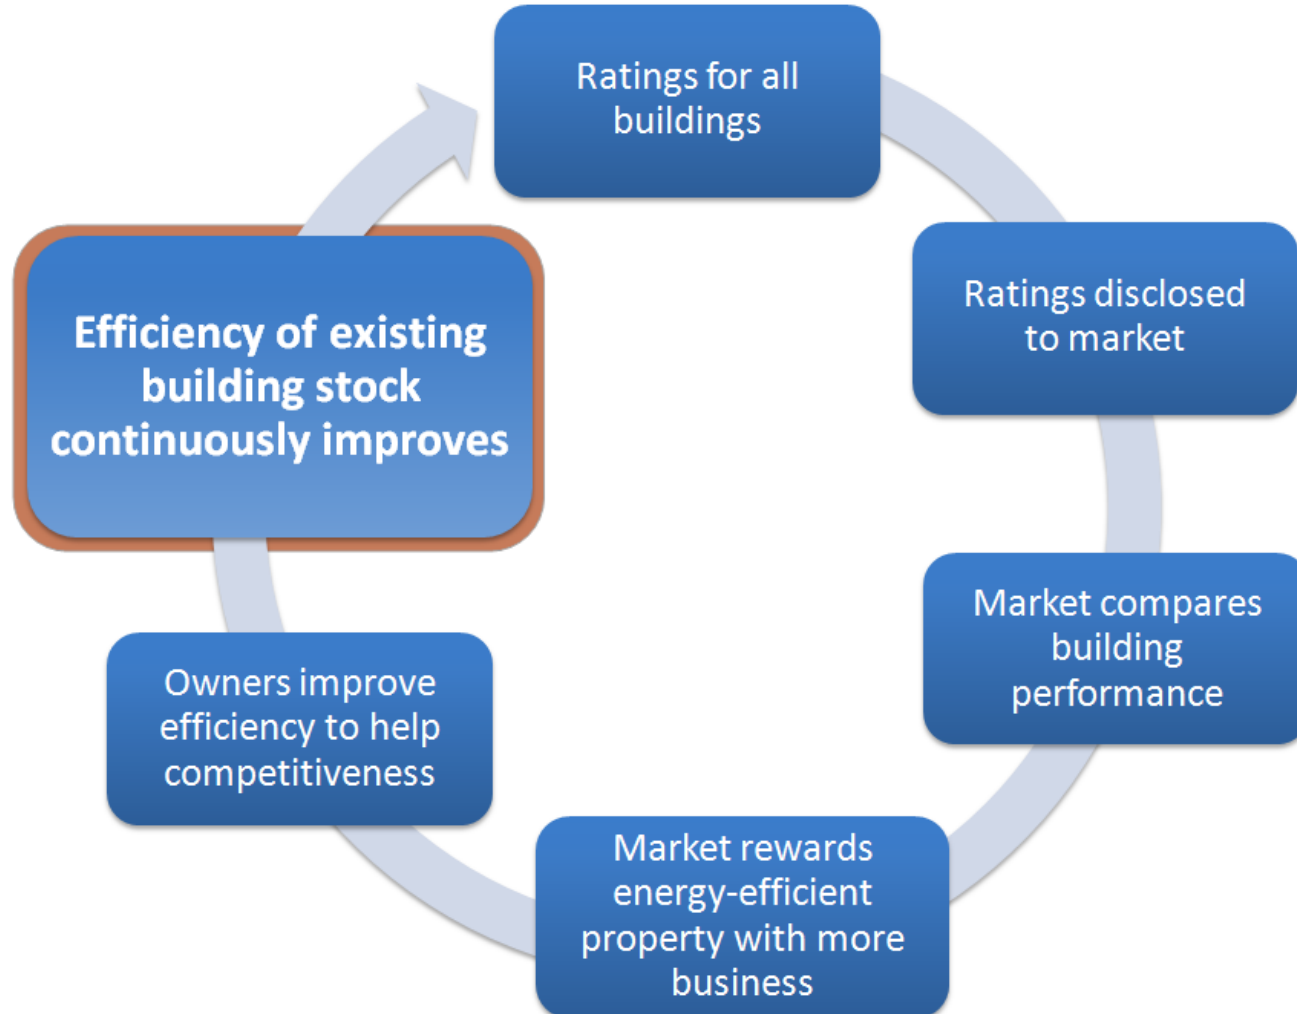 Ratings for all
buildings
Ratings disclosed
to market
Market compares
building
performance
Market rewards
energy-efficient
property with more
business
Owners improve
efficiency to help
competitiveness
Efficiency of existing
building stock
continuously improves